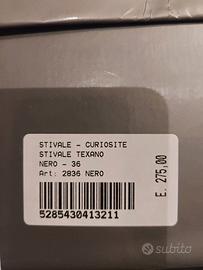 STIVALE - CURIOSITE
STIVALE TEXANO
NERO - 36
Art: 2836 NERO
E. 275,00
5285430413211
subito